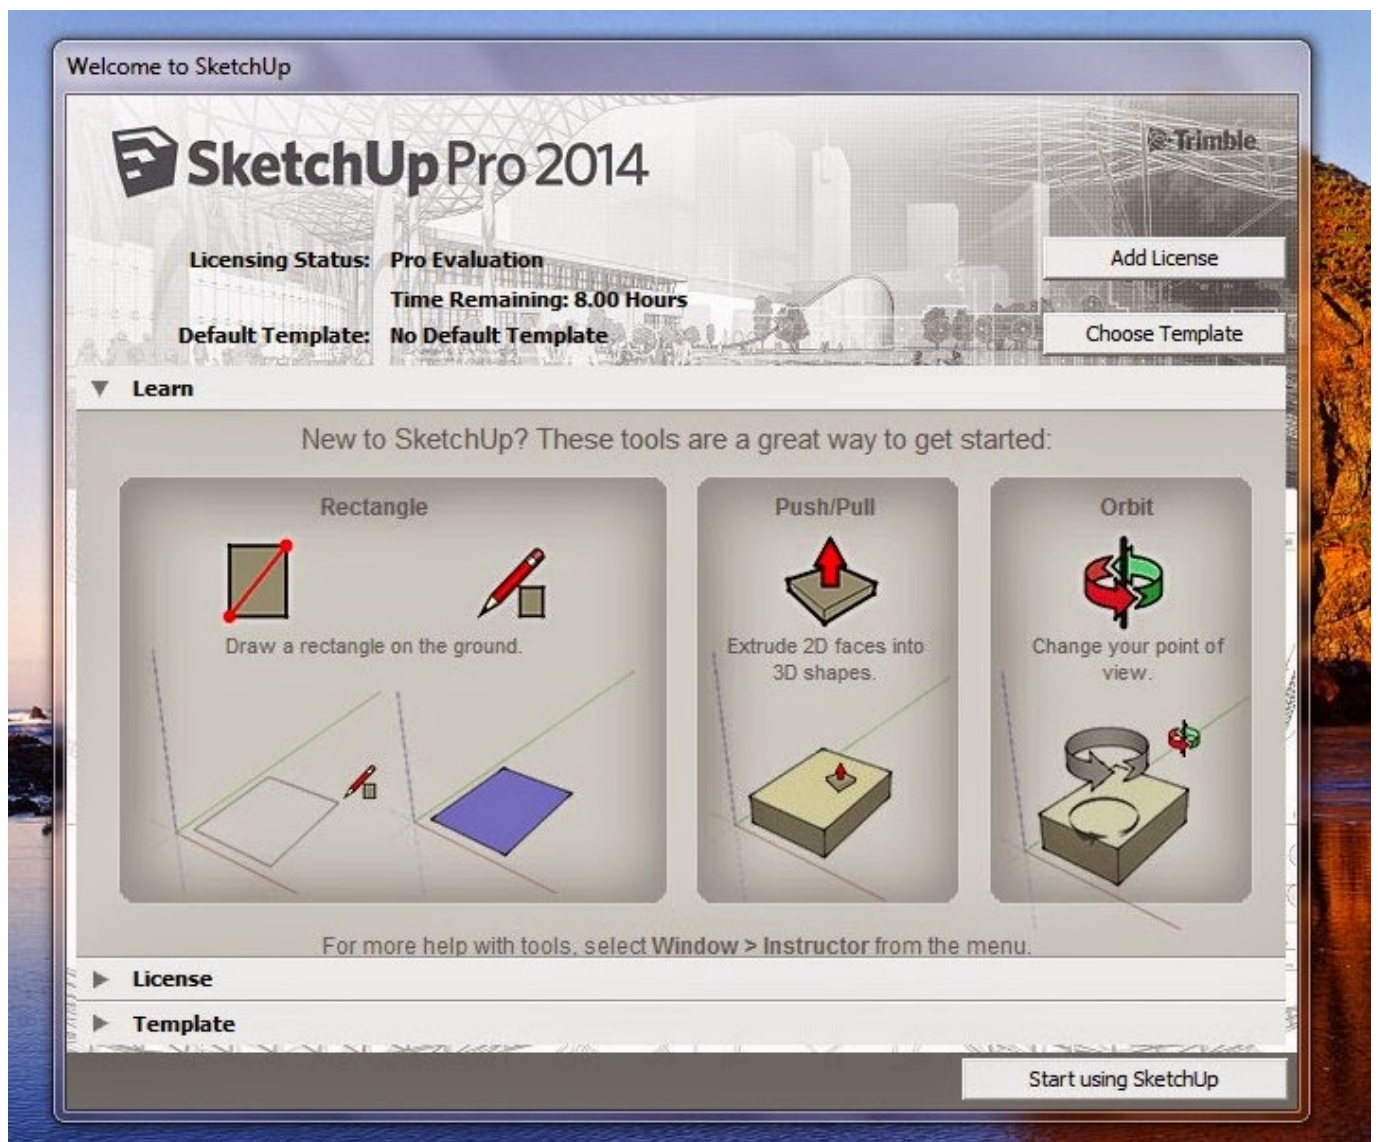 Welcome to SketchUp
SketchUp Pro 2014
Trimble
Licensing Status: Pro Evaluation
Add License
Time Remaining: 8.00 Hours
Default Template: No Default Template
Choose Template
Learn
New to SketchUp? These tools are a great way to get started:
Rectangle
Push/Pull
Orbit
Draw a rectangle on the ground.
Extrude 2D faces into
3D shapes.
Change your point of
view.
For more help with tools, select Window > Instructor from the menu.
License
Template
Start using SketchUp